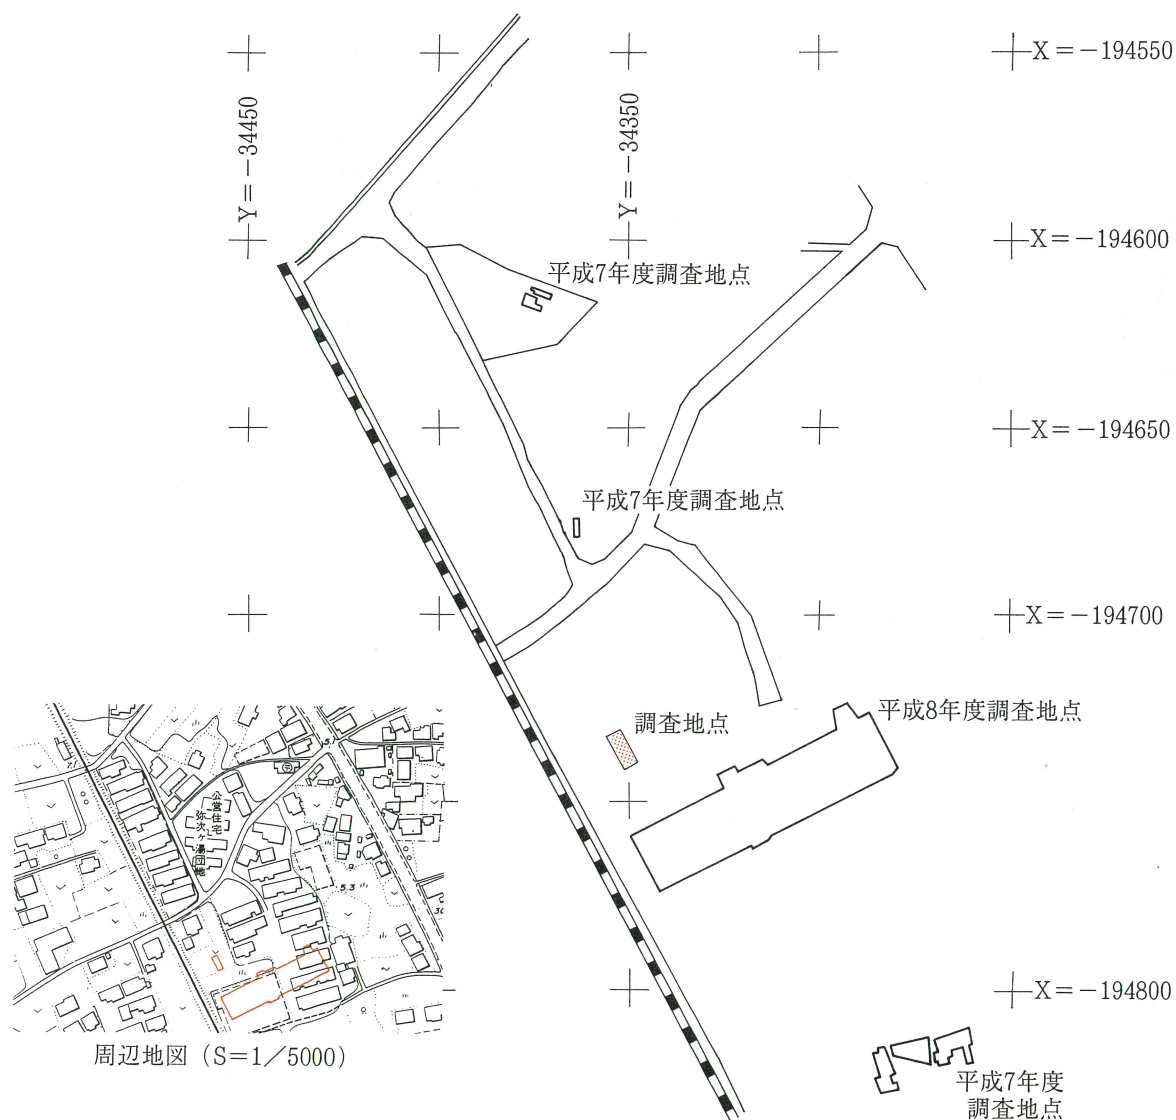 X=-194550
Y=-34450
Y=-34350
X=-194600
平成7年度調査地点
X=-194650
平成7年度調査地点
X=-194700
調査地点
平成8年度調査地点
公営住宅
弥次ヶ湯団地
5.3
X=-194800
周辺地図(S=1/5000)
平成7年度
調査地点